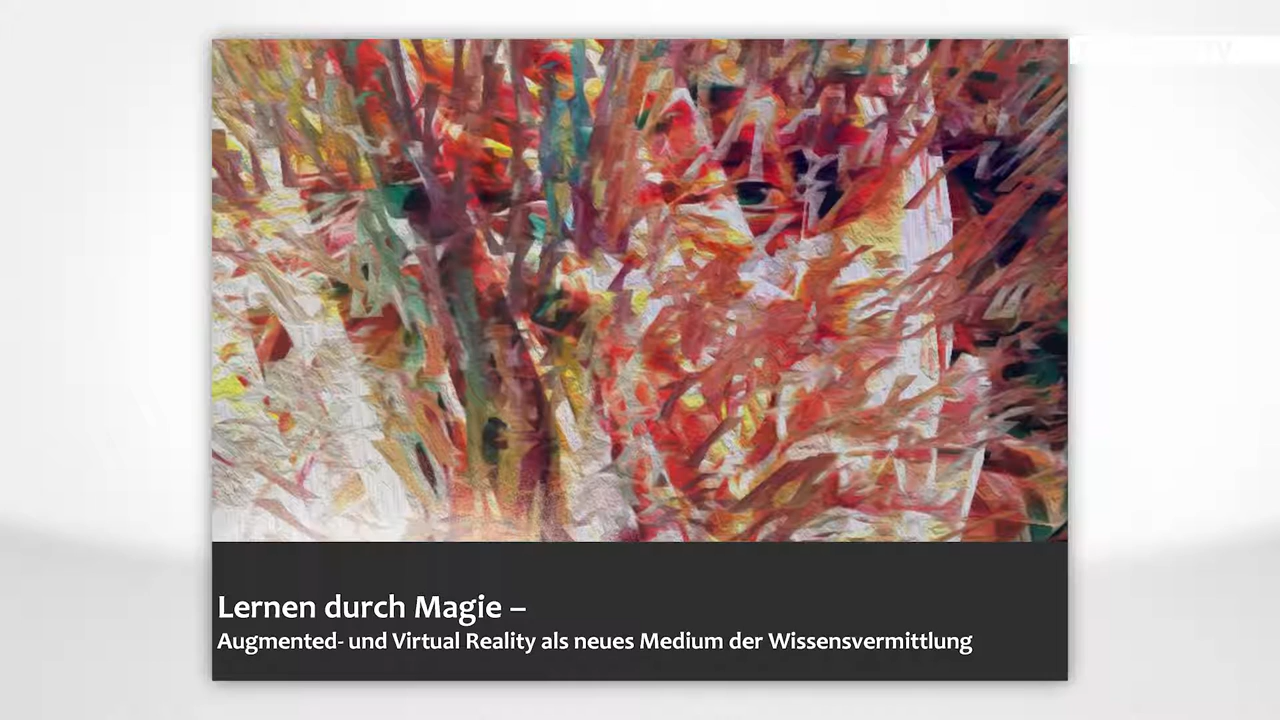 Lernen durch Magie –
Augmented- und Virtual Reality als neues Medium der Wissensvermittlung